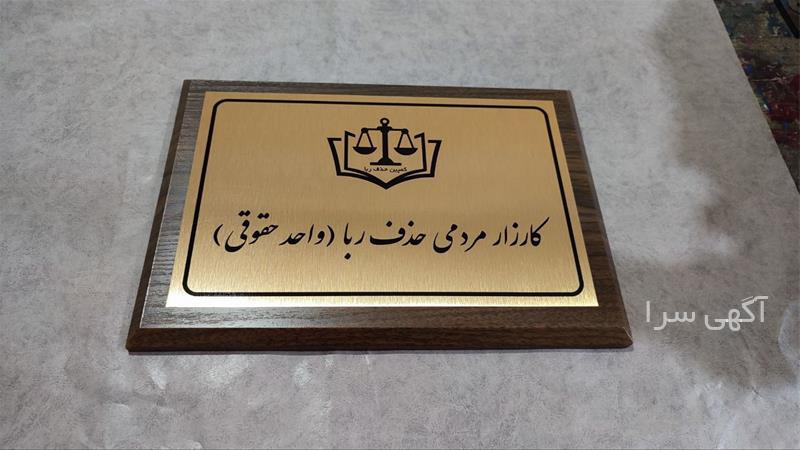 کمپین حذف ربا
کارزار مردمی حذف ربا (واحد حقوقی)
آگهی سرا